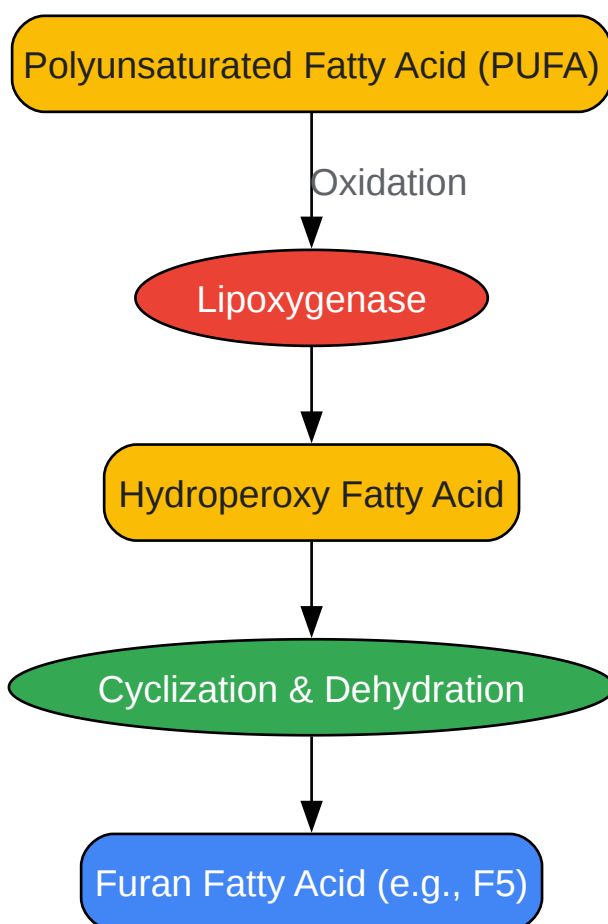 Polyunsaturated Fatty Acid (PUFA)
Oxidation
Lipoxygenase
Hydroperoxy Fatty Acid
Cyclization & Dehydration
Furan Fatty Acid (e.g., F5)